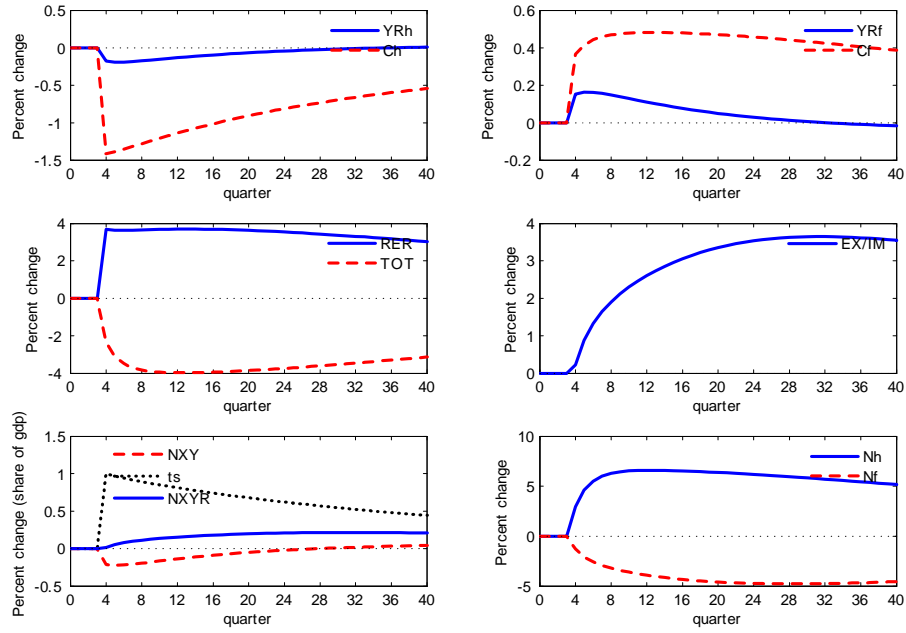 0.5
0
-0.5
-1
-1.5
Percent change
YRh
Ch
0 4 8 12 16 20 24 28 32 36 40
quarter
0.6
0.4
0.2
0
0.2
Percent change
YRf
Cf
0 4 8 12 16 20 24 28 32 36 40
quarter
4
2
0
-2
-4
Percent change
RER
TOT
0 4 8 12 16 20 24 28 32 36 40
quarter
4
3
2
1
0
Percent change
EX/IM
0 4 8 12 16 20 24 28 32 36 40
quarter
1.5
1
0.5
0
-0.5
Percent change (share of gdp)
NXY
ts
NXYR
0 4 8 12 16 20 24 28 32 36 40
quarter
10
5
0
-5
Percent change
Nh
Nf
0 4 8 12 16 20 24 28 32 36 40
quarter